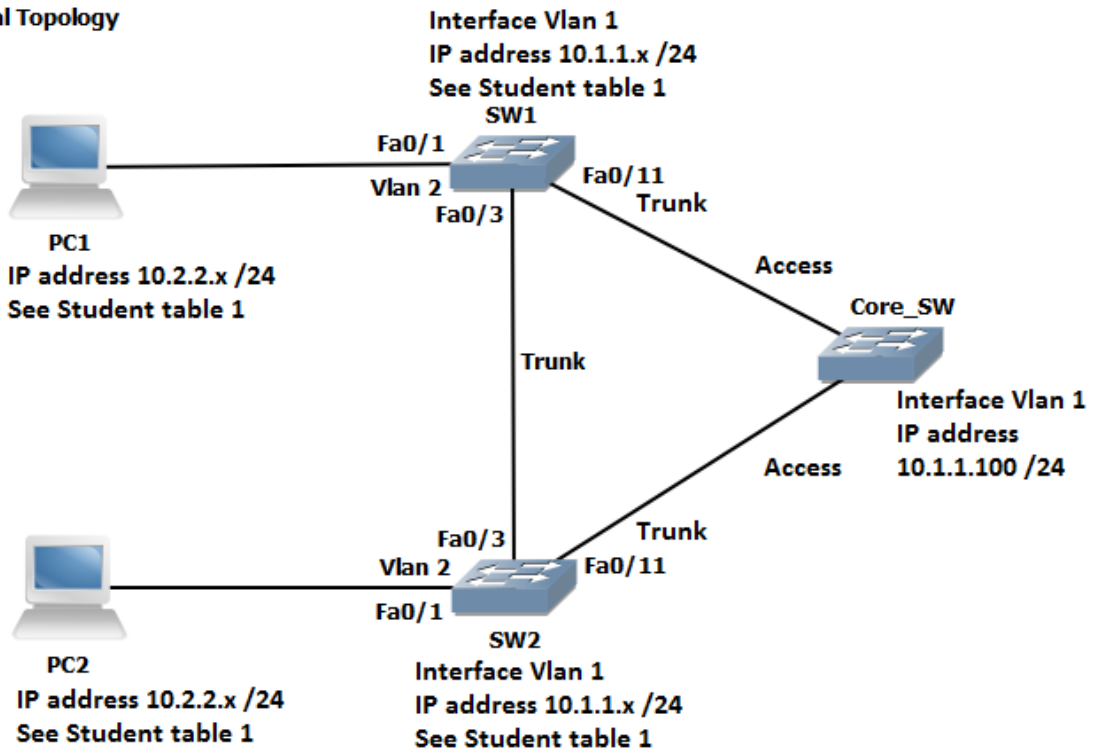 Topology
Interface Vlan 1
IP address 10.1.1.x /24
See Student table 1
SW1
Fa0/1
Vlan 2
Fa0/3
Fa0/11
Trunk
PC1
IP address 10.2.2.x /24
See Student table 1
Access
Core_SW
Trunk
Interface Vlan 1
IP address
10.1.1.100 /24
Access
Fa0/3
Trunk
Vlan 2
Fa0/11
Fa0/1
SW2
PC2
IP address 10.2.2.x /24
See Student table 1
Interface Vlan 1
IP address 10.1.1.x /24
See Student table 1